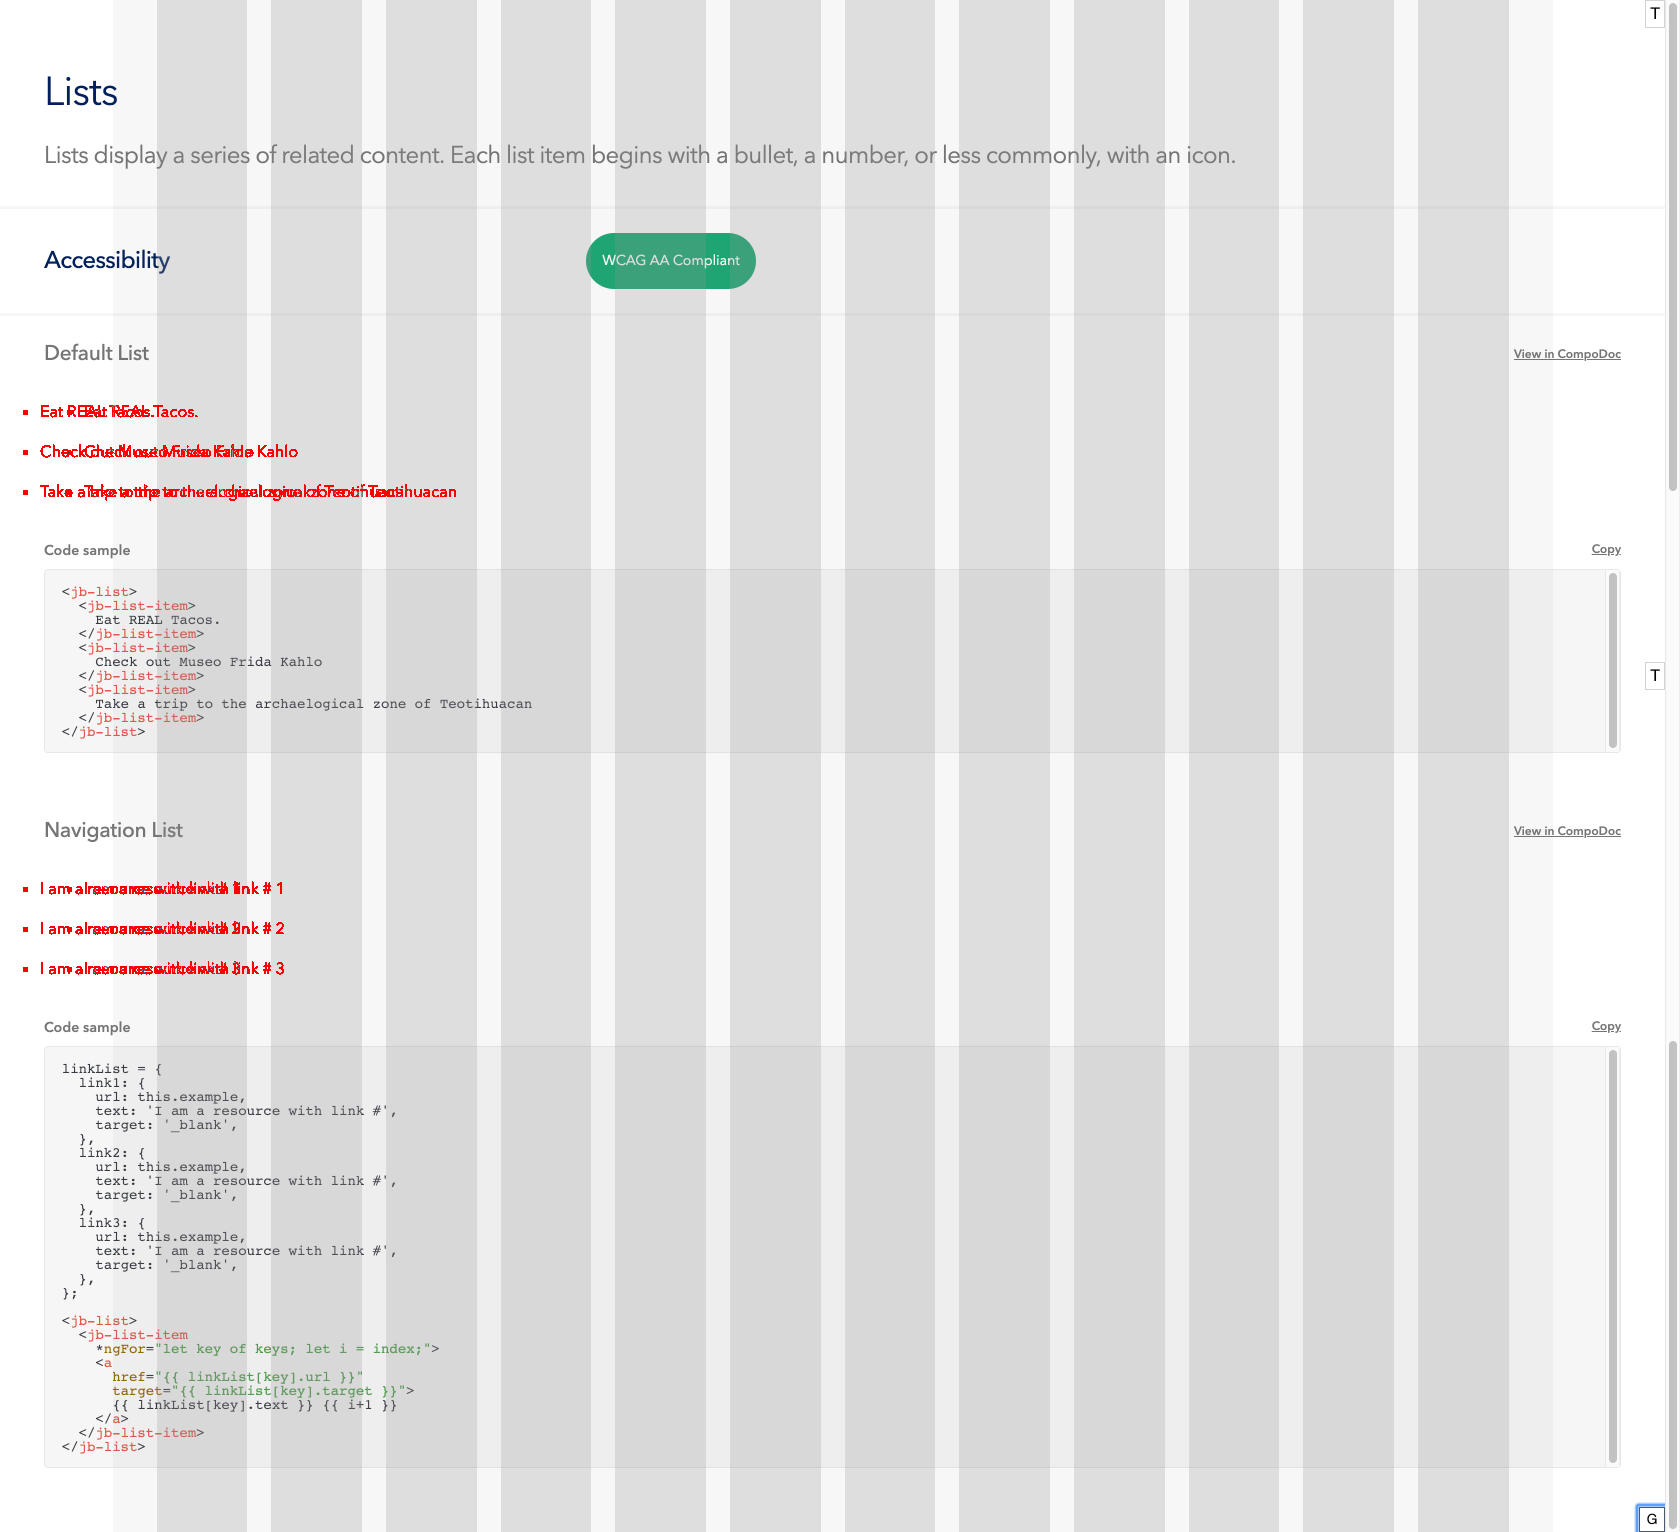 T
Lists
Lists display a series of related content. Each list item begins with a bullet, a number, or less commonly, with an icon.
Accessibility
WCAG AA Compliant
Default List
View in CompoDoc
Eat REAL Tacos.
Check out Museo Frida Kahlo
Take a trip to the archaelogical zone of Teotihuacan
Code sample
Copy
<jb-list>
<jb-list-item>
Eat REAL Tacos.
</jb-list-item>
<jb-list-item>
Check out Museo Frida Kahlo
</jb-list-item>
T
<jb-list-item>
Take a trip to the archaelogical zone of Teotihuacan
</jb-list-item>
</jb-list>
Navigation List
View in CompoDoc
I am a resource with link # 1
I am a resource with link # 2
I am a resource with link # 3
Code sample
Copy
linkList = {
link1: {
url: this.example,
text: 'I am a resource with link #',
target: '_blank',
},
link2: {
url: this.example,
text: 'I am a resource with link #',
target: '_blank',
},
link3: {
url: this.example,
text: 'I am a resource with link #',
target: '_blank',
},
};
<jb-list>
<jb-list-item
*ngFor="let key of keys; let i = index;">
<a
href="{{ linkList[key].url }}"
target="{{ linkList[key].target }}">
{{ linkList[key].text }} {{ i+1 }}
</a>
</jb-list-item>
</jb-list>
G